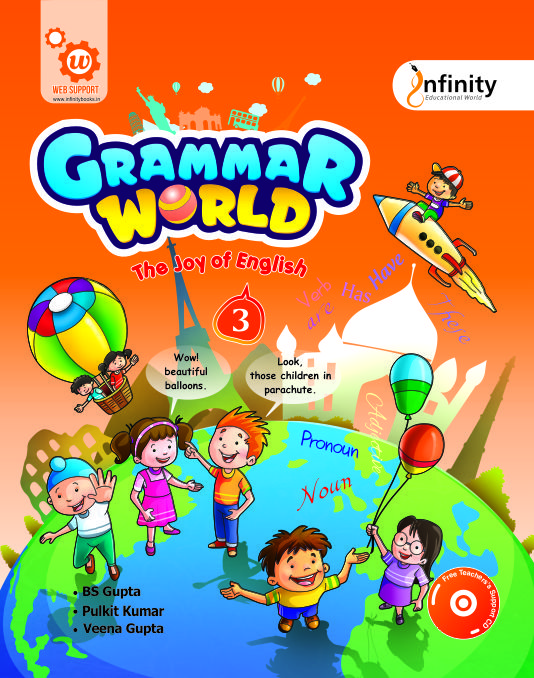 w
WEB SUPPORT
www.infinitybooks.in
infinity
Educational World
GRAMMAR
WORLD
The Joy of English
3
Verb
are
Has
Have
Here
Wow!
beautiful
balloons.
Look,
those children in
parachute.
Pronoun
Noun
• BS Gupta
• Pulkit Kumar
• Veena Gupta
Free Teacher's Support CD